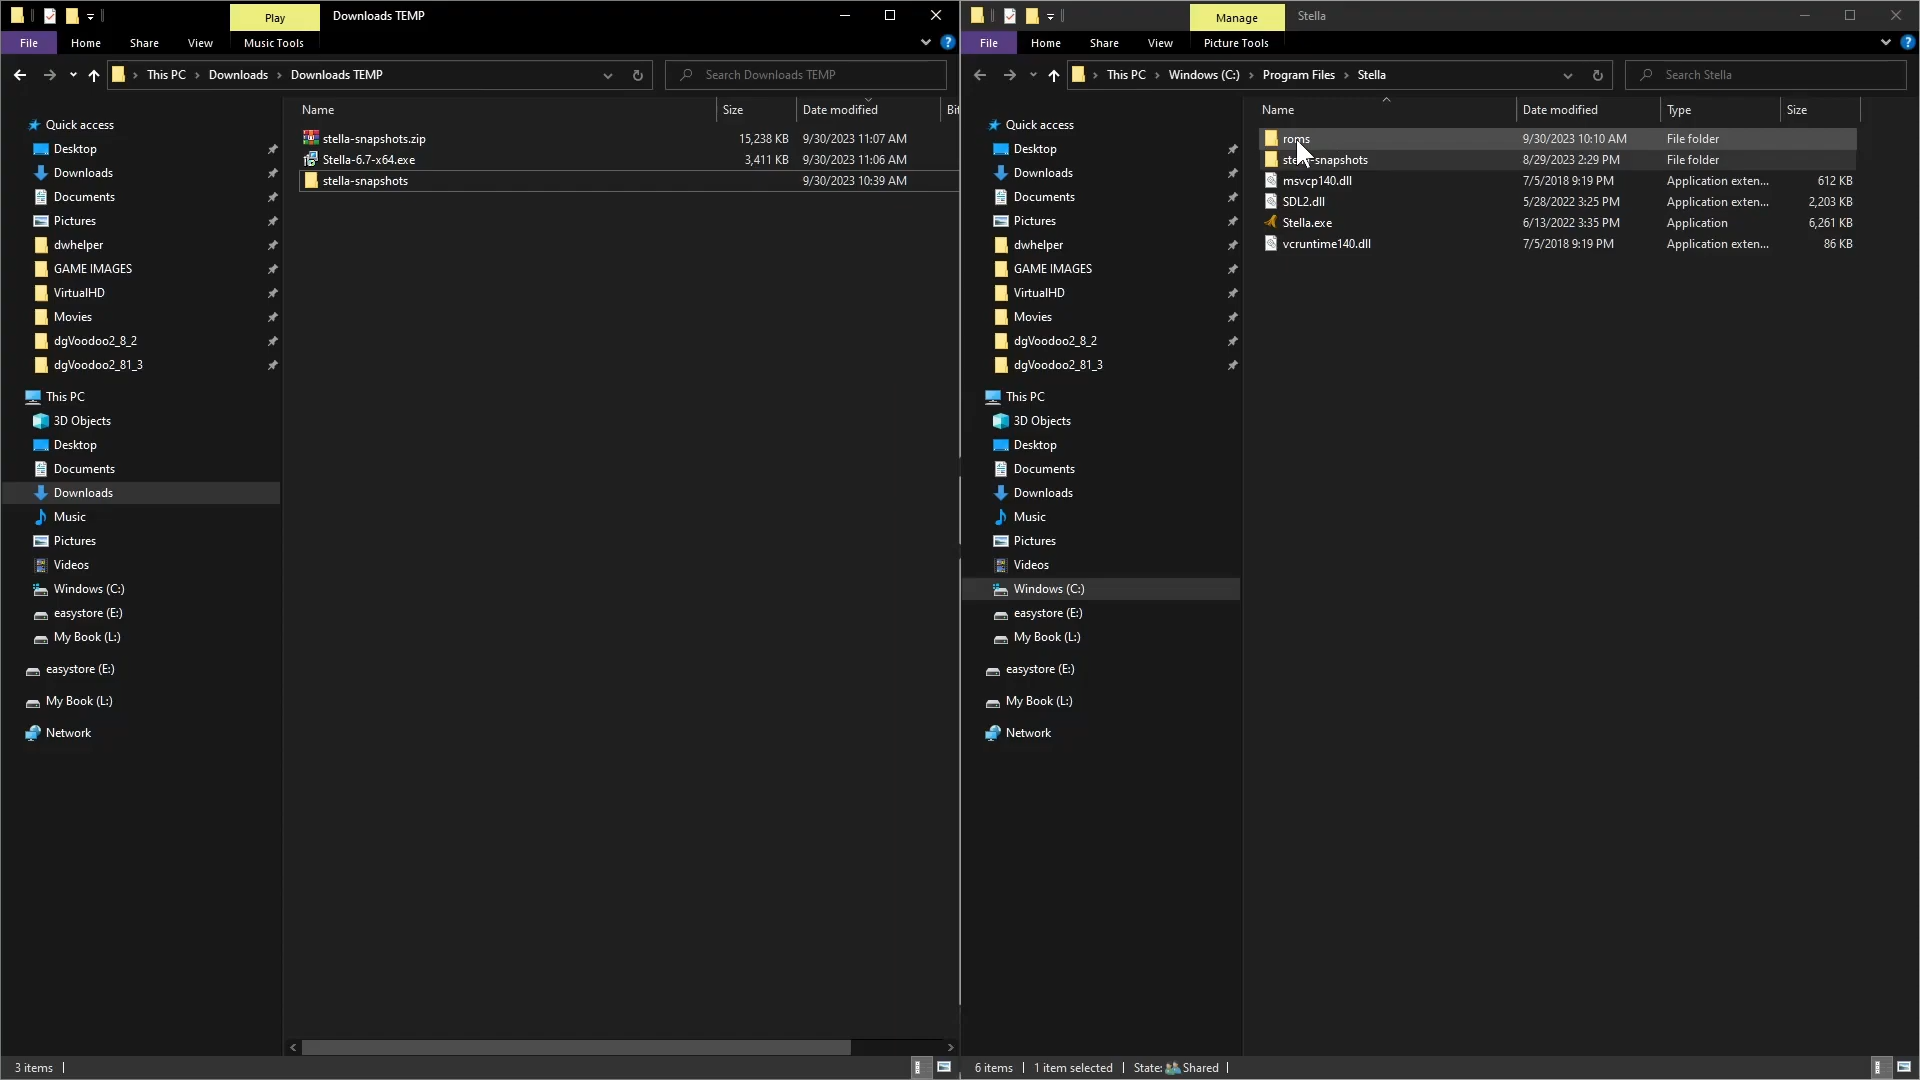 Play
Downloads TEMP
File
Home
Share
View
Music Tools
This PC
Downloads
Downloads TEMP
Search Downloads TEMP
Name
Size
Date modified
Bi
stella-snapshots.zip
15,238 KB
9/30/2023 11:07 AM
Stella-6.7-x64.exe
3,411 KB
9/30/2023 11:06 AM
stella-snapshots
9/30/2023 10:39 AM
Quick access
Desktop
Downloads
Documents
Pictures
dwhelper
GAME IMAGES
VirtualHD
Movies
dgVoodoo2_8_2
dgVoodoo2_81_3
This PC
3D Objects
Desktop
Documents
Downloads
Music
Pictures
Videos
Windows (C:)
easystore (E:)
My Book (L:)
easystore (E:)
My Book (L:)
Network
3 items
Manage
Stella
File
Home
Share
View
Picture Tools
This PC
Windows (C:)
Program Files
Stella
Search Stella
Name
Date modified
Type
Size
roms
9/30/2023 10:10 AM
File folder
stella-snapshots
8/29/2023 2:29 PM
File folder
msvcp140.dll
7/5/2018 9:19 PM
Application exten...
612 KB
SDL2.dll
5/28/2022 3:25 PM
Application exten...
2,203 KB
Stella.exe
6/13/2022 3:35 PM
Application
6,261 KB
vcruntime140.dll
7/5/2018 9:19 PM
Application exten...
86 KB
Quick access
Desktop
Downloads
Documents
Pictures
dwhelper
GAME IMAGES
VirtualHD
Movies
dgVoodoo2_8_2
dgVoodoo2_81_3
This PC
3D Objects
Desktop
Documents
Downloads
Music
Pictures
Videos
Windows (C:)
easystore (E:)
My Book (L:)
easystore (E:)
My Book (L:)
Network
6 items
1 item selected
State: Shared